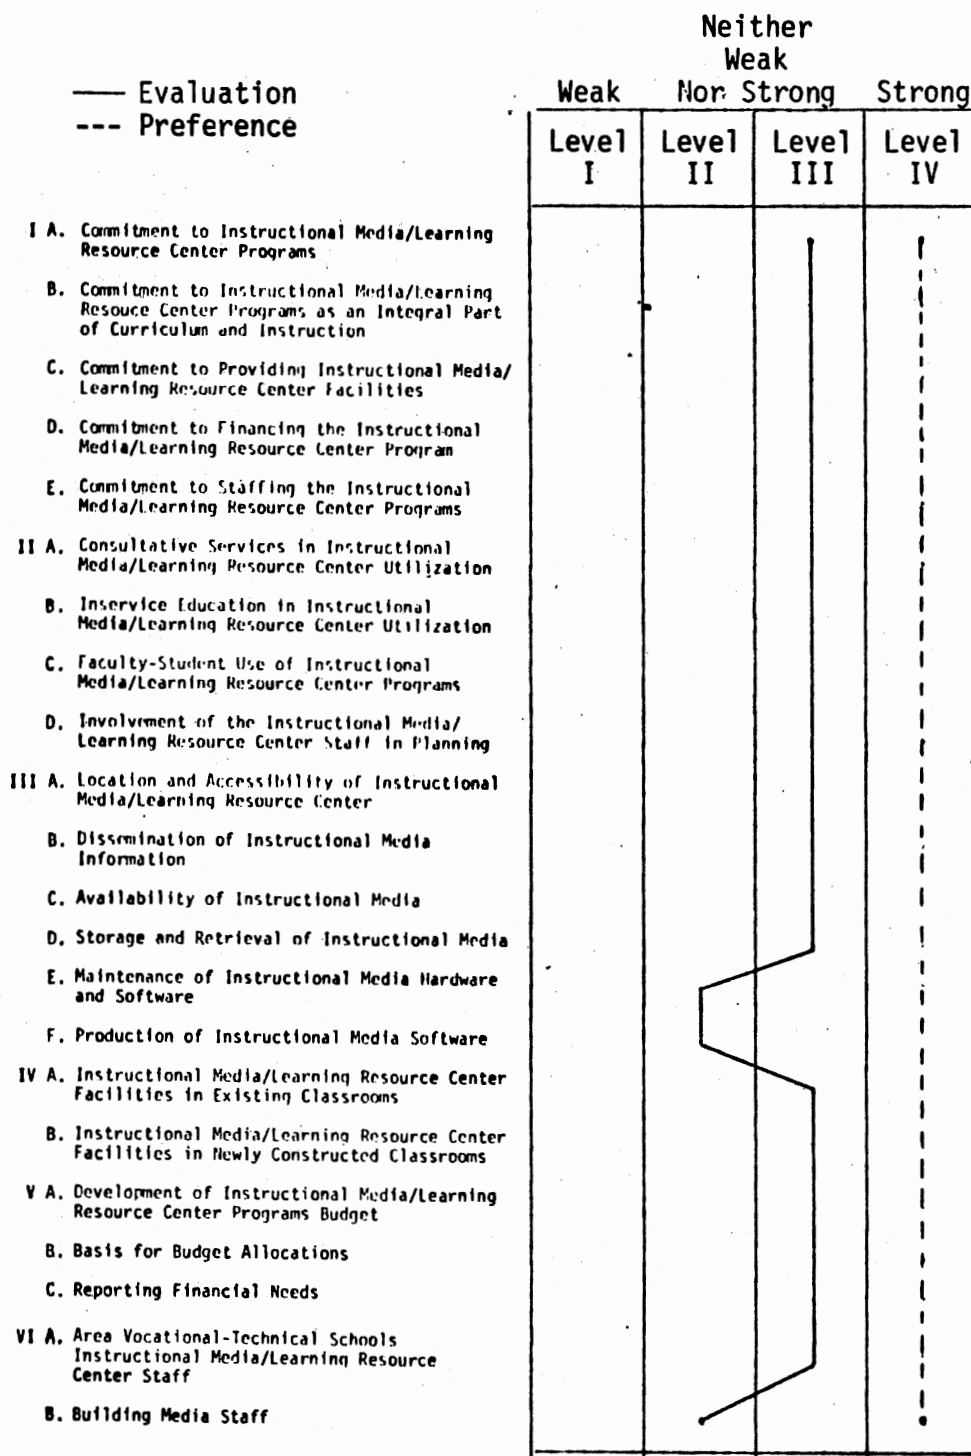 Neither
Weak
Weak Nor Strong Strong
—— Evaluation
--- Preference
Level Level Level Level
I II III IV
I A. Commitment to Instructional Media/Learning
Resource Center Programs
B. Commitment to Instructional Media/Learning
Resouce Center Programs as an Integral Part
of Curriculum and Instruction
C. Commitment to Providing Instructional Media/
Learning Resource Center Facilities
D. Commitment to Financing the Instructional
Media/Learning Resource Center Program
E. Commitment to Staffing the Instructional
Media/Learning Resource Center Programs
II A. Consultative Services in Instructional
Media/Learning Resource Center Utilization
B. Inservice Education in Instructional
Media/Learning Resource Center Utilization
C. Faculty-Student Use of Instructional
Media/Learning Resource Center Programs
D. Involvement of the Instructional Media/
Learning Resource Center Staff in Planning
III A. Location and Accessibility of Instructional
Media/Learning Resource Center
B. Dissemination of Instructional Media
Information
C. Availability of Instructional Media
D. Storage and Retrieval of Instructional Media
E. Maintenance of Instructional Media Hardware
and Software
F. Production of Instructional Media Software
IV A. Instructional Media/Learning Resource Center
Facilities in Existing Classrooms
B. Instructional Media/Learning Resource Center
Facilities in Newly Constructed Classrooms
V A. Development of Instructional Media/Learning
Resource Center Programs Budget
B. Basis for Budget Allocations
C. Reporting Financial Needs
VI A. Area Vocational-Technical Schools
Instructional Media/Learning Resource
Center Staff
B. Building Media Staff